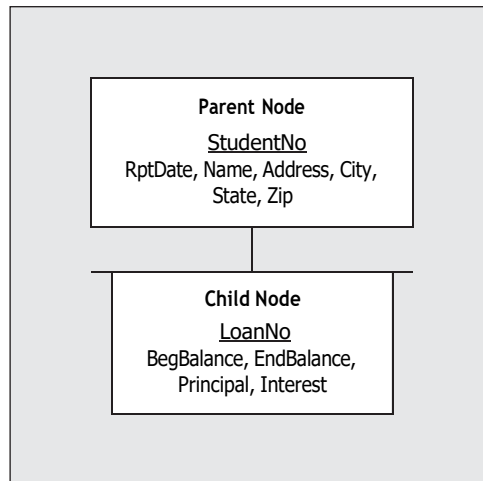 Parent Node
StudentNo
RptDate, Name, Address, City,
State, Zip
Child Node
LoanNo
BegBalance, EndBalance,
Principal, Interest